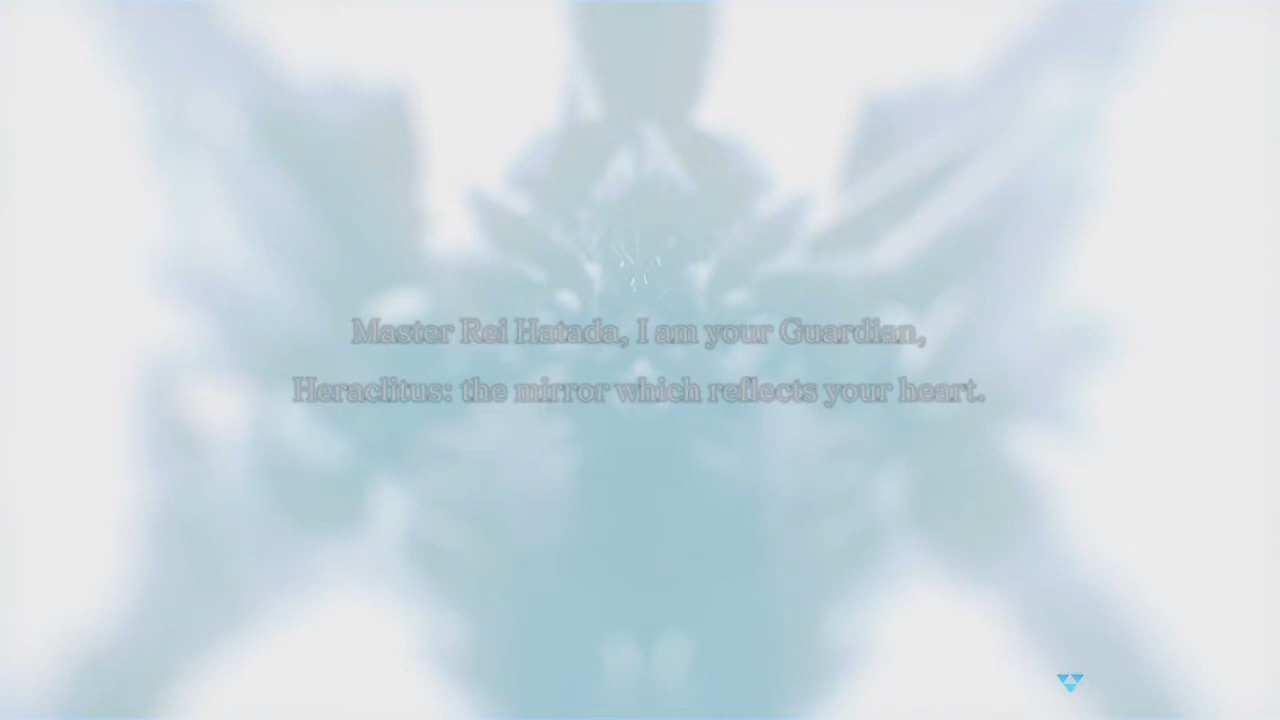 Master Rei Hatada, I am your Guardian,
Heraclitus: the mirror which reflects your heart.